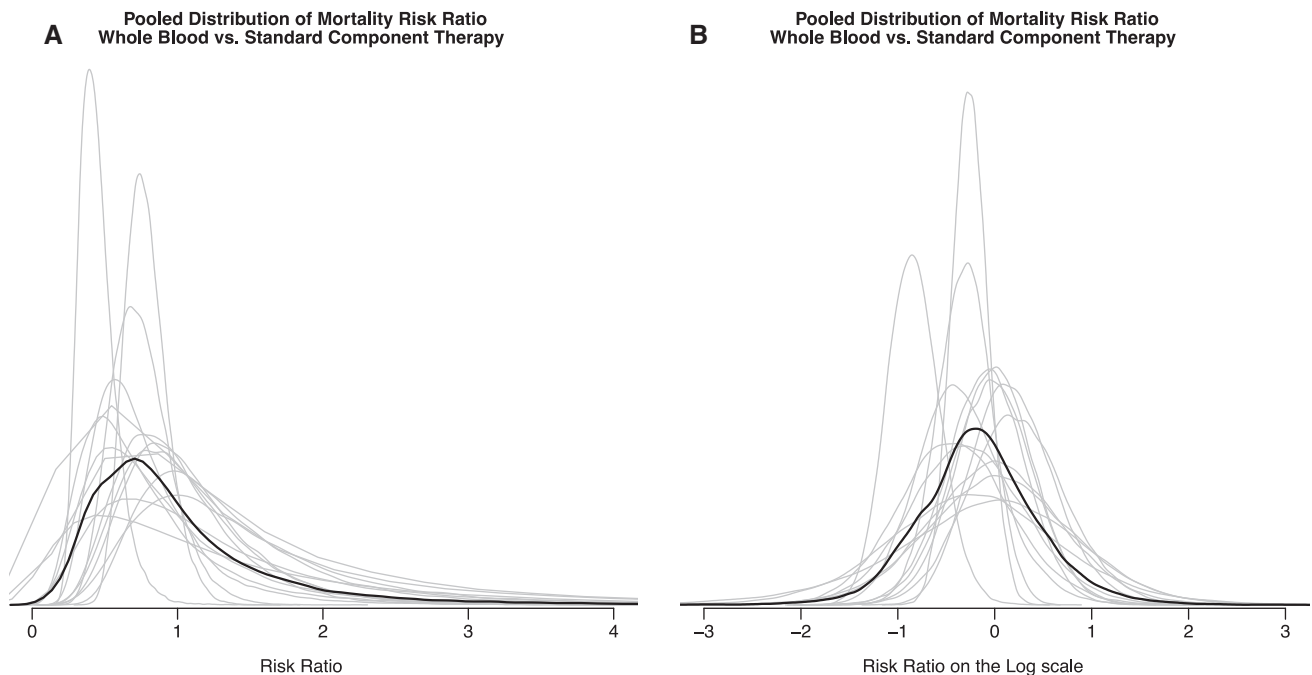 A
Pooled Distribution of Mortality Risk Ratio
Whole Blood vs. Standard Component Therapy
0 1 2 3 4
Risk Ratio
B
Pooled Distribution of Mortality Risk Ratio
Whole Blood vs. Standard Component Therapy
−3 −2 −1 0 1 2 3
Risk Ratio on the Log scale